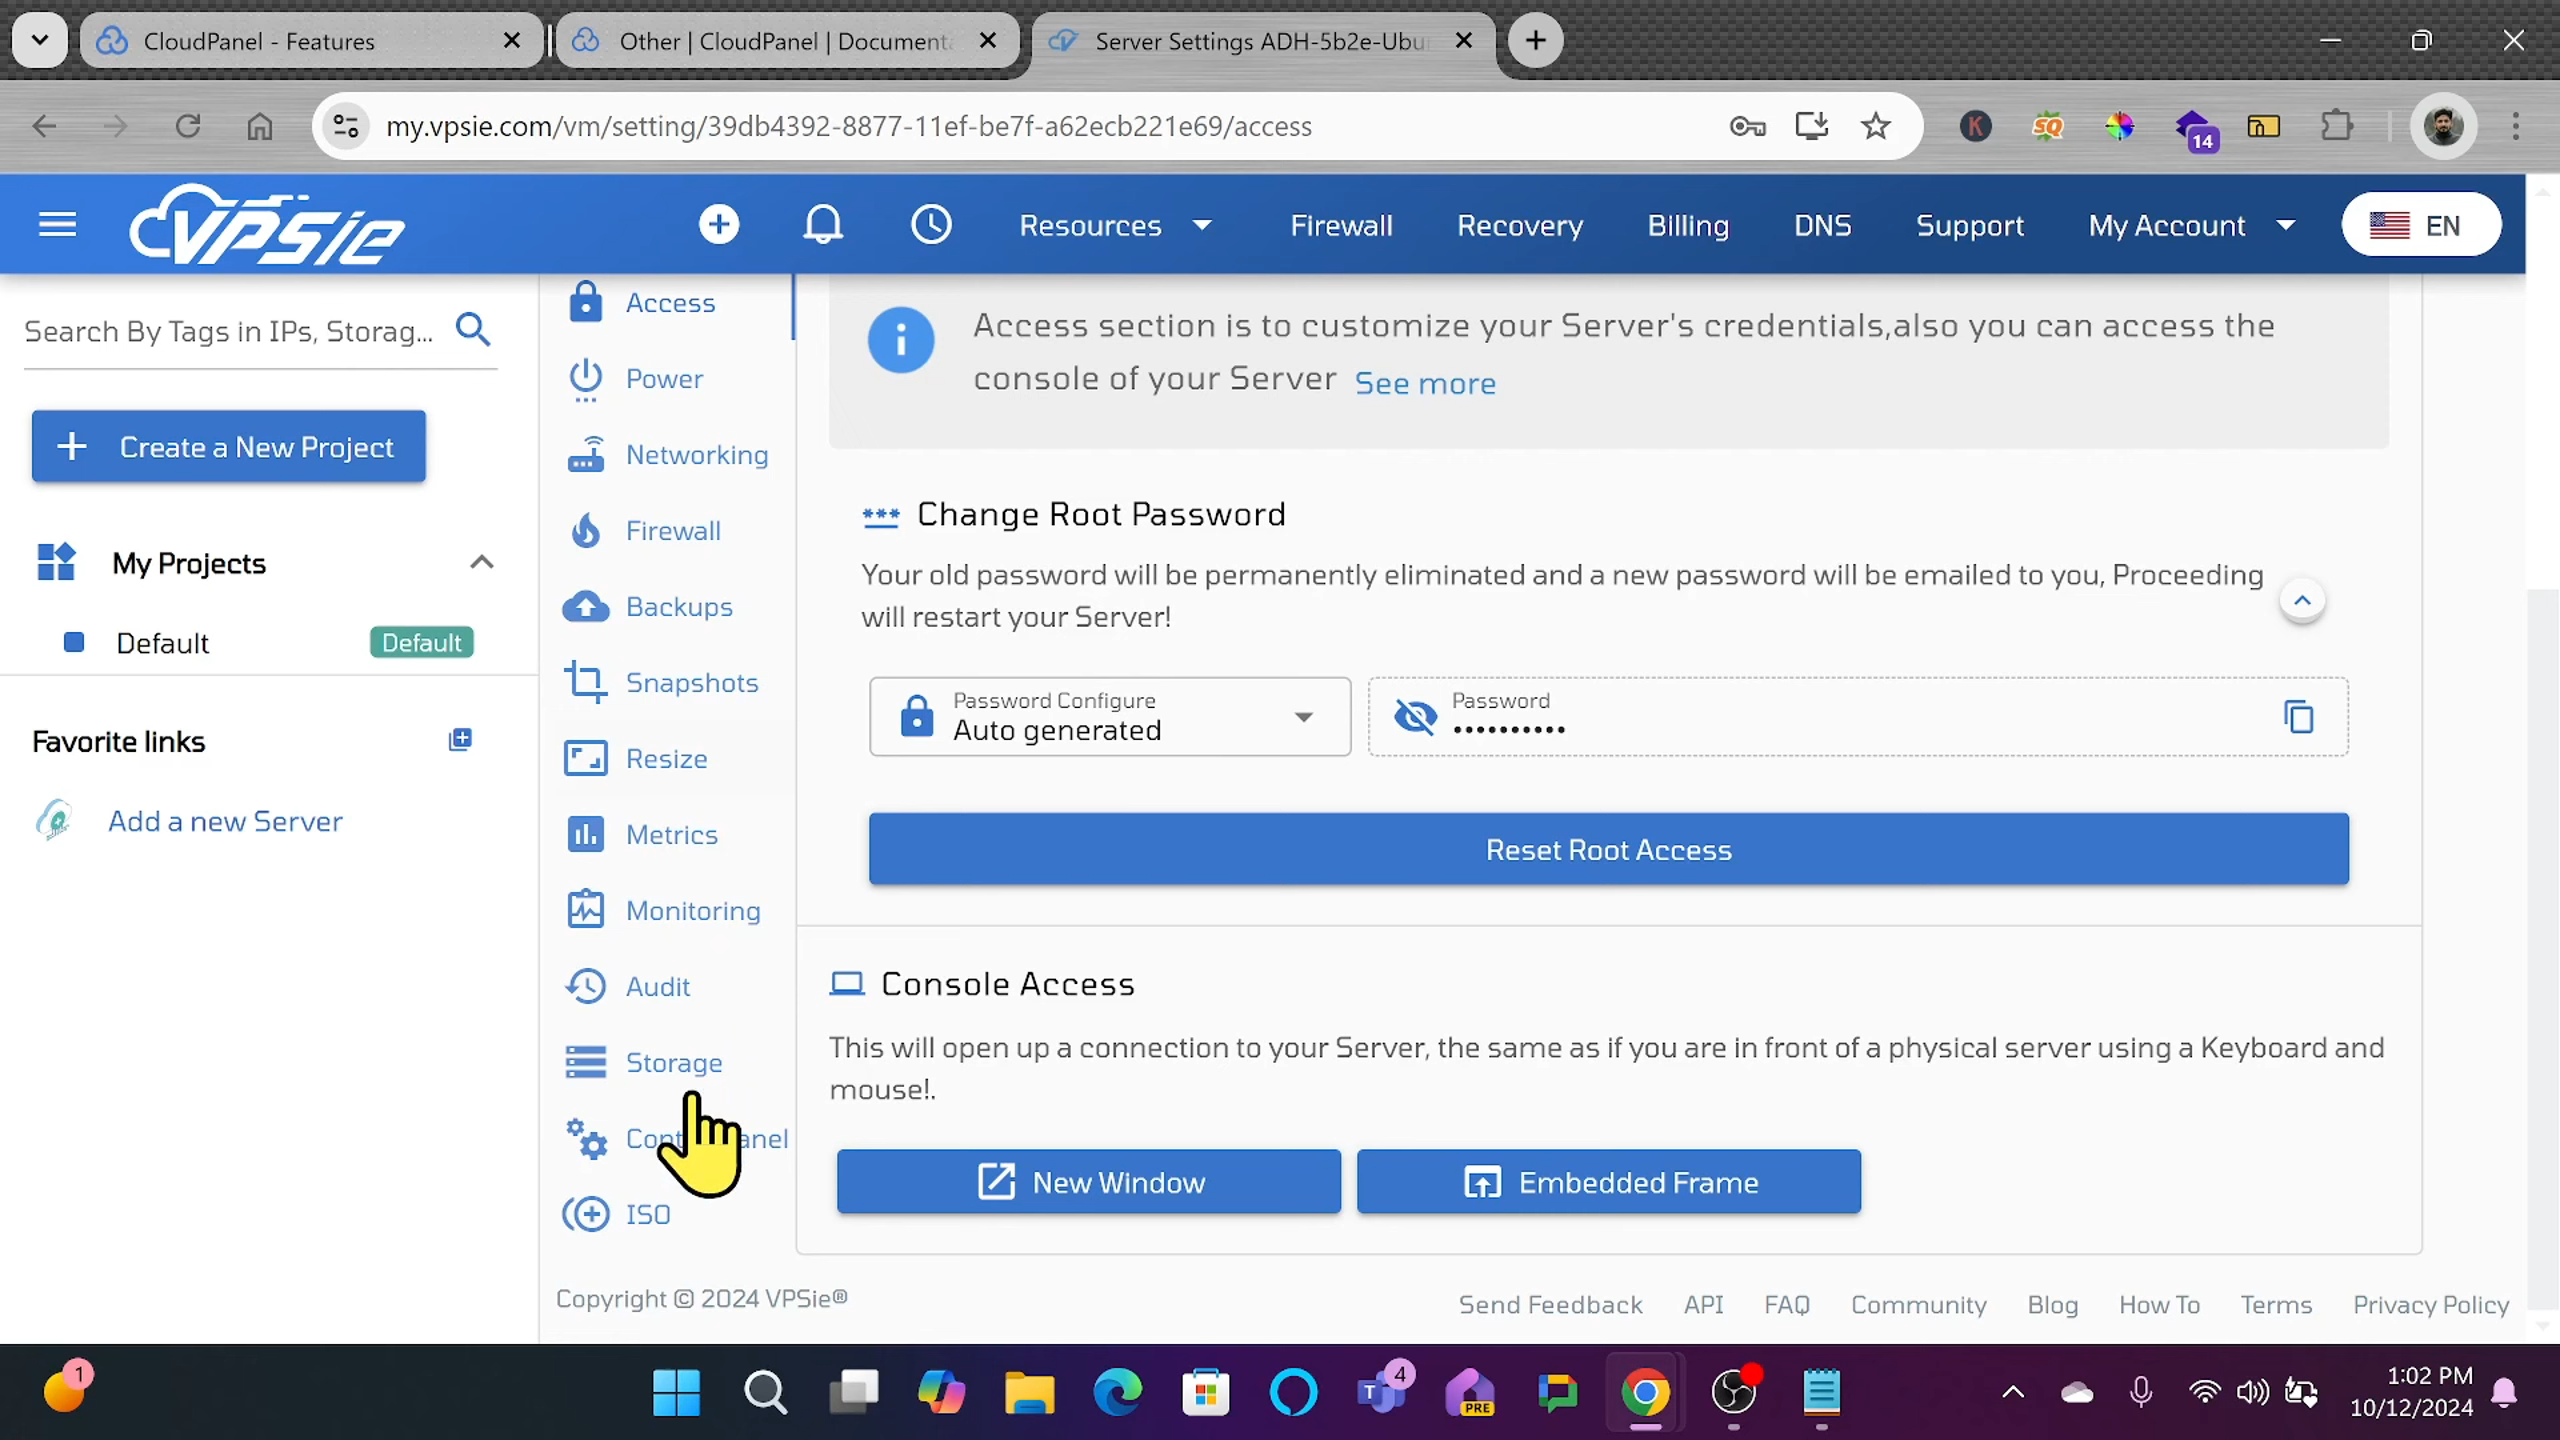 CloudPanel - Features
Other | CloudPanel | Documenta
Server Settings ADH-5b2e-Ubu
my.vpsie.com/vm/setting/39db4392-8877-11ef-be7f-a62ecb221e69/access
K
SQ
14
VPSie
Resources
Firewall
Recovery
Billing
DNS
Support
My Account
EN
Search By Tags in IPs, Storag...
Create a New Project
My Projects
Default
Default
Favorite links
Add a new Server
Access
Power
Networking
Firewall
Backups
Snapshots
Resize
Metrics
Monitoring
Audit
Storage
Cont anel
ISO
Access section is to customize your Server's credentials,also you can access the
console of your Server See more
*** Change Root Password
Your old password will be permanently eliminated and a new password will be emailed to you, Proceeding
will restart your Server!
Password Configure
Auto generated
Password
••••••••••
Reset Root Access
Console Access
This will open up a connection to your Server, the same as if you are in front of a physical server using a Keyboard and
mouse!.
New Window
Embedded Frame
Copyright © 2024 VPSie®
Send Feedback
API
FAQ
Community
Blog
How To
Terms
Privacy Policy
1
4
PRE
1:02 PM
10/12/2024